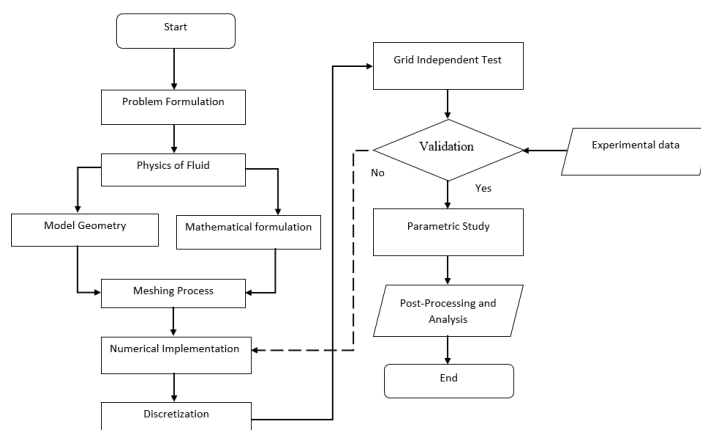 Start
Problem Formulation
Physics of Fluid
Model Geometry
Mathematical formulation
Meshing Process
Numerical Implementation
Discretization
Grid Independent Test
Validation
Experimental data
No
Yes
Parametric Study
Post-Processing and
Analysis
End